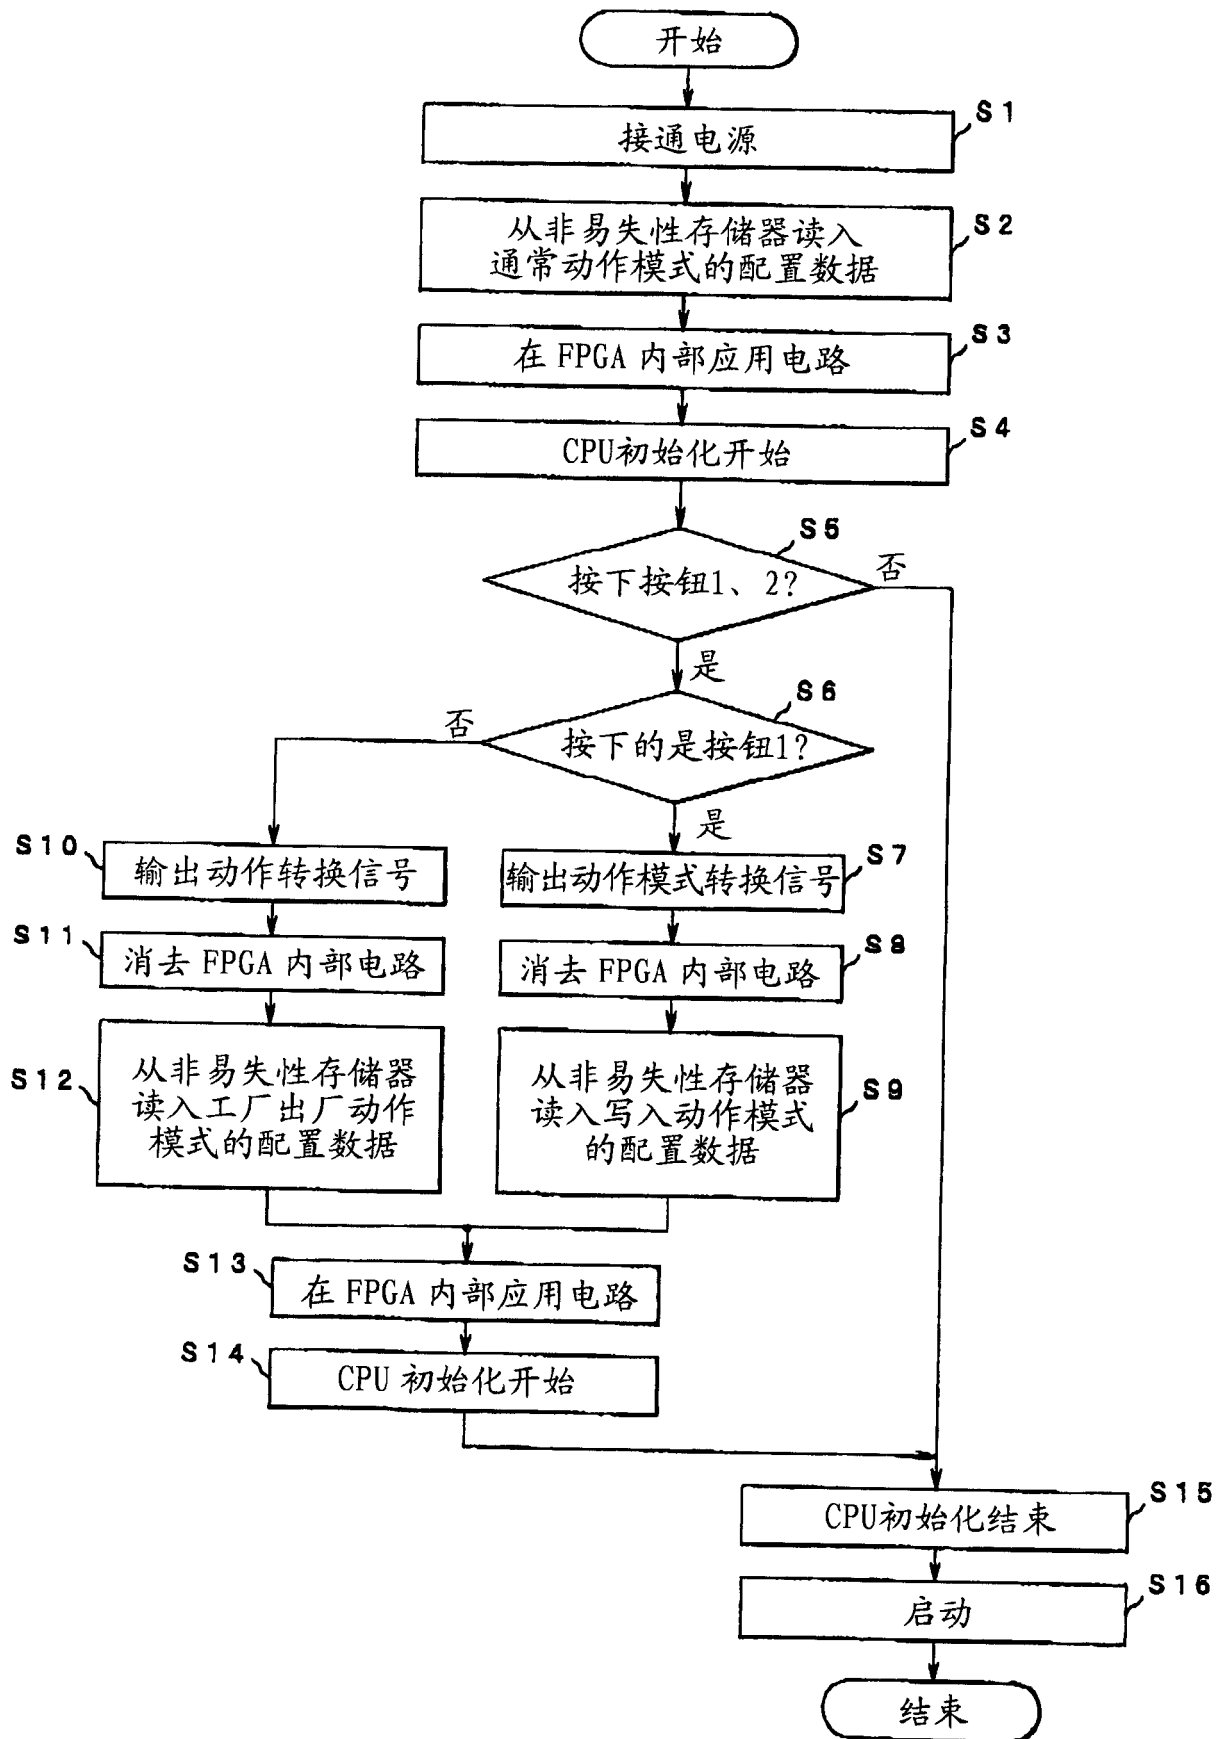 开始
S1
接通电源
S2
从非易失性存储器读入
通常动作模式的配置数据
S3
在 FPGA 内部应用电路
S4
CPU初始化开始
S5
按下按钮1、2?
否
是
S6
否
按下的是按钮1?
是
S10
输出动作转换信号
S7
输出动作模式转换信号
S11
消去 FPGA 内部电路
S8
消去 FPGA 内部电路
S12
从非易失性存储器
读入工厂出厂动作
模式的配置数据
S9
从非易失性存储器
读入写入动作模式
的配置数据
S13
在 FPGA 内部应用电路
S14
CPU 初始化开始
S15
CPU初始化结束
S16
启动
结束